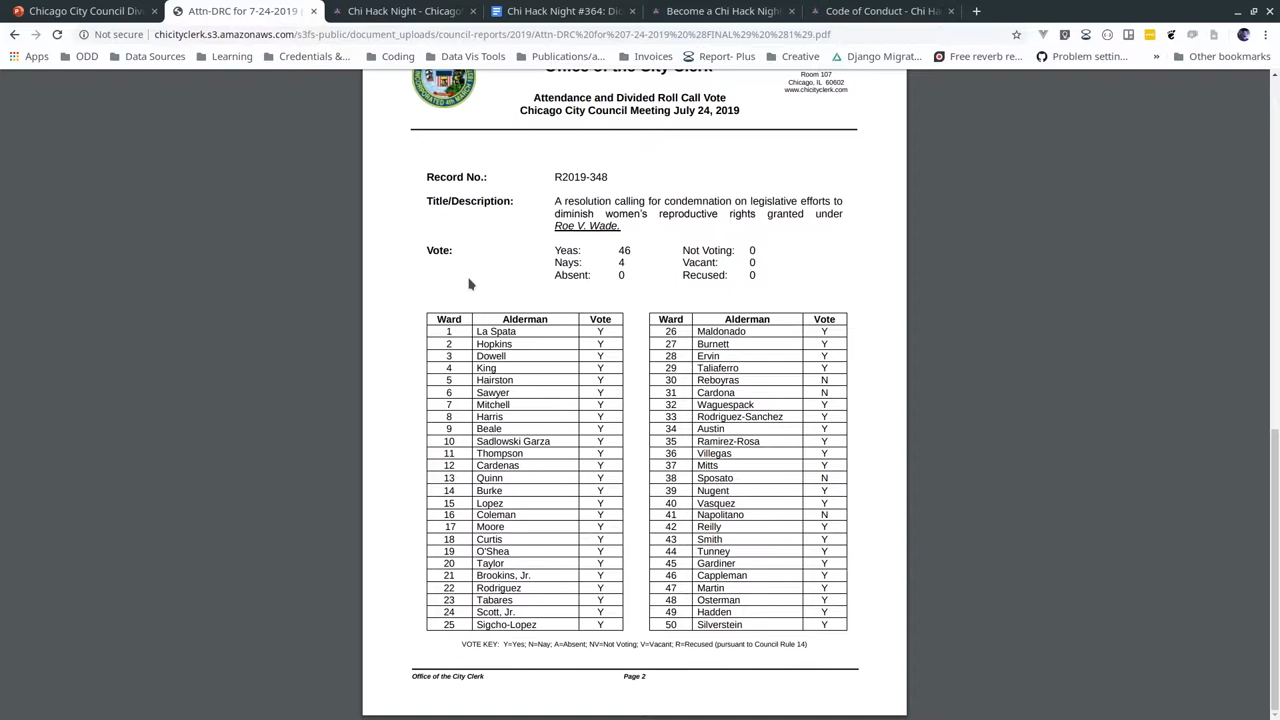 Chicago City Council Divi
Attn-DRC for 7-24-2019
Chi Hack Night - Chicago'
Chi Hack Night #364: Di
Become a Chi Hack Night
Code of Conduct - Chi Ha
Not secure
chicityclerk.s3.amazonaws.com/s3fs-public/document_uploads/council-reports/2019/Attn-DRC%20for%207-24-2019%20%28FINAL%29%20%281%29.pdf
Apps
ODD
Data Sources
Learning
Credentials &...
Coding
Data Vis Tools
Publications/a...
Invoices
Report- Plus
Creative
Django Migrat...
Free reverb re...
Problem settin...
»
Other bookmarks
Office of the City Clerk
Room 107
Chicago, IL 60602
www.chicityclerk.com
INCORPORATED 4th MARCH
Attendance and Divided Roll Call Vote
Chicago City Council Meeting July 24, 2019
Record No.: R2019-348
Title/Description: A resolution calling for condemnation on legislative efforts to
diminish women's reproductive rights granted under
Roe V. Wade.
Vote: Yeas: 46 Not Voting: 0
Nays: 4 Vacant: 0
Absent: 0 Recused: 0
Ward Alderman Vote
1 La Spata Y
2 Hopkins Y
3 Dowell Y
4 King Y
5 Hairston Y
6 Sawyer Y
7 Mitchell Y
8 Harris Y
9 Beale Y
10 Sadlowski Garza Y
11 Thompson Y
12 Cardenas Y
13 Quinn Y
14 Burke Y
15 Lopez Y
16 Coleman Y
17 Moore Y
18 Curtis Y
19 O'Shea Y
20 Taylor Y
21 Brookins, Jr. Y
22 Rodriguez Y
23 Tabares Y
24 Scott, Jr. Y
25 Sigcho-Lopez Y
Ward Alderman Vote
26 Maldonado Y
27 Burnett Y
28 Ervin Y
29 Taliaferro Y
30 Reboyras N
31 Cardona N
32 Waguespack Y
33 Rodriguez-Sanchez Y
34 Austin Y
35 Ramirez-Rosa Y
36 Villegas Y
37 Mitts Y
38 Sposato N
39 Nugent Y
40 Vasquez Y
41 Napolitano N
42 Reilly Y
43 Smith Y
44 Tunney Y
45 Gardiner Y
46 Cappleman Y
47 Martin Y
48 Osterman Y
49 Hadden Y
50 Silverstein Y
VOTE KEY: Y=Yes; N=Nay; A=Absent; NV=Not Voting; V=Vacant; R=Recused (pursuant to Council Rule 14)
Office of the City Clerk Page 2